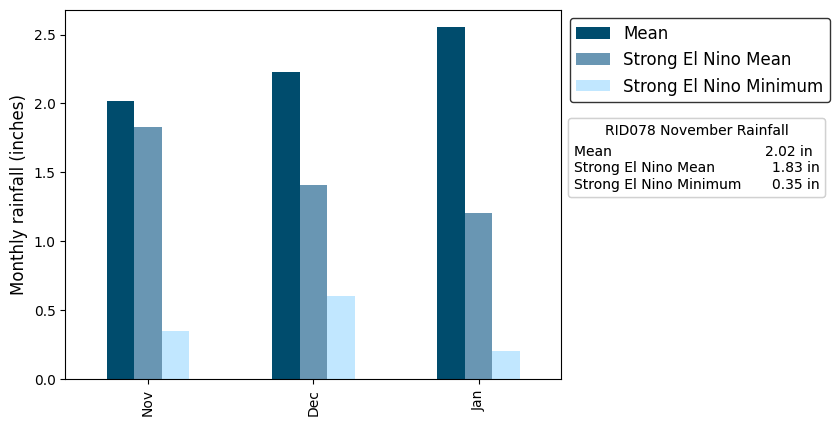 Monthly rainfall (inches)
2.5
2.0
1.5
1.0
0.5
0.0
Nov
Dec
Jan
Mean
Strong El Nino Mean
Strong El Nino Minimum
RID078 November Rainfall
Mean 2.02 in
Strong El Nino Mean 1.83 in
Strong El Nino Minimum 0.35 in